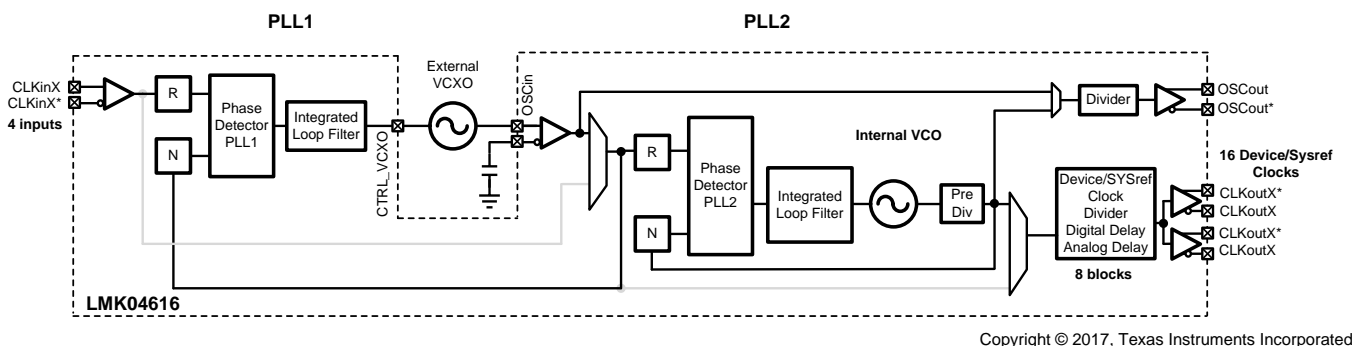 PLL1
PLL2
CLKinX
CLKinX*
4 inputs
R
N
Phase
Detector
PLL1
Integrated
Loop Filter
CTRL_VCXO
External
VCXO
OSCin
R
N
Phase
Detector
PLL2
Integrated
Loop Filter
Internal VCO
Pre
Div
Divider
OSCout
OSCout*
Device/SYSref
Clock
Divider
Digital Delay
Analog Delay
8 blocks
16 Device/Sysref
Clocks
CLKoutX*
CLKoutX
CLKoutX*
CLKoutX
LMK04616
Copyright © 2017, Texas Instruments Incorporated